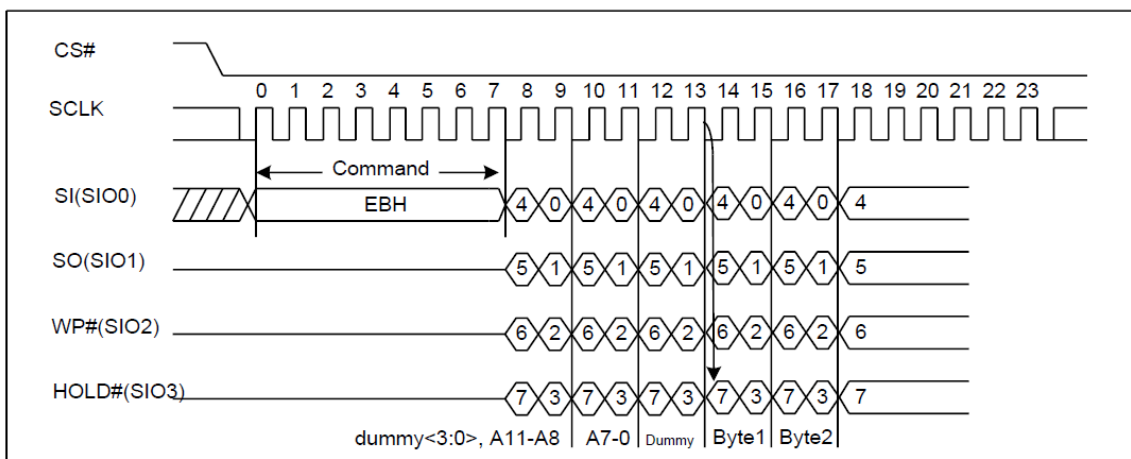 CS#
0 1 2 3 4 5 6 7 8 9 10 11 12 13 14 15 16 17 18 19 20 21 22 23
SCLK
Command
SI(SIO0) EBH 4 0 4 0 4 0 4 0 4 0 4
SO(SIO1) 5 1 5 1 5 1 5 1 5 1 5
WP#(SIO2) 6 2 6 2 6 2 6 2 6 2 6
HOLD#(SIO3) 7 3 7 3 7 3 7 3 7 3 7
dummy<3:0>, A11-A8 A7-0 Dummy Byte1 Byte2